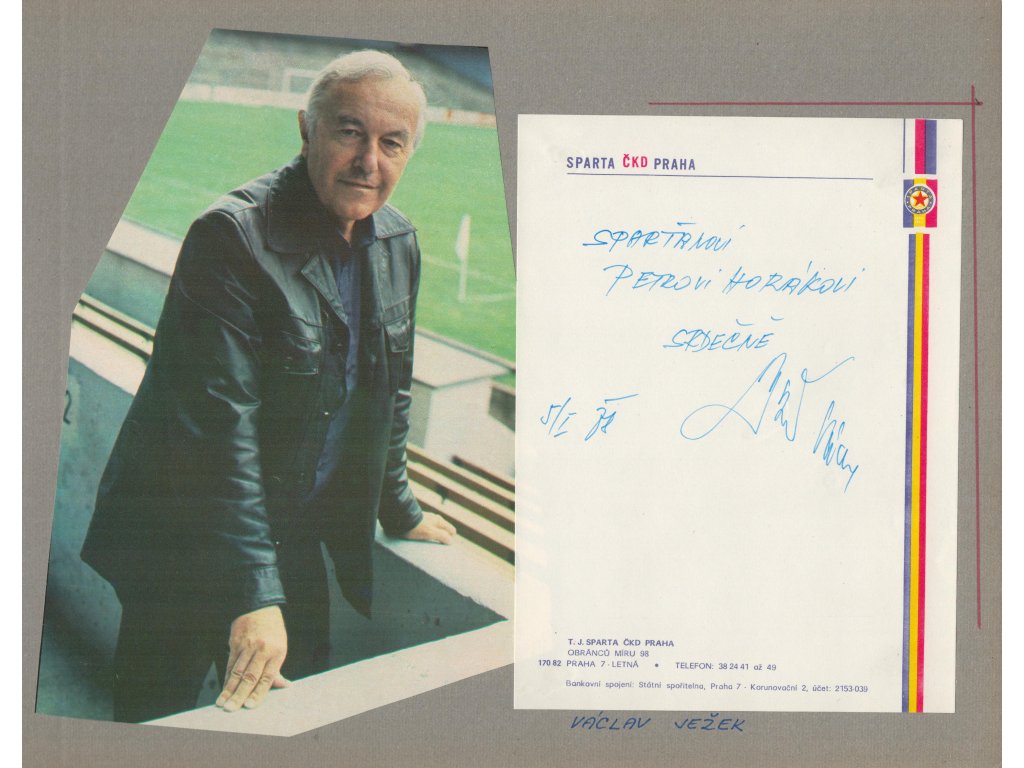 SPARTA ČKD PRAHA
SPARŤANOVI
PETROVI HORÁKOVI
SRDEČNĚ
5/I
T. J. SPARTA ČKD PRAHA
OBRÁNCŮ MÍRU 98
170 82 PRAHA 7 - LETNÁ • TELEFON: 38 24 41 až 49
Bankovní spojení: Státní spořitelna, Praha 7 - Korunovační 2, účet: 2153-039
VÁCLAV JEŽEK